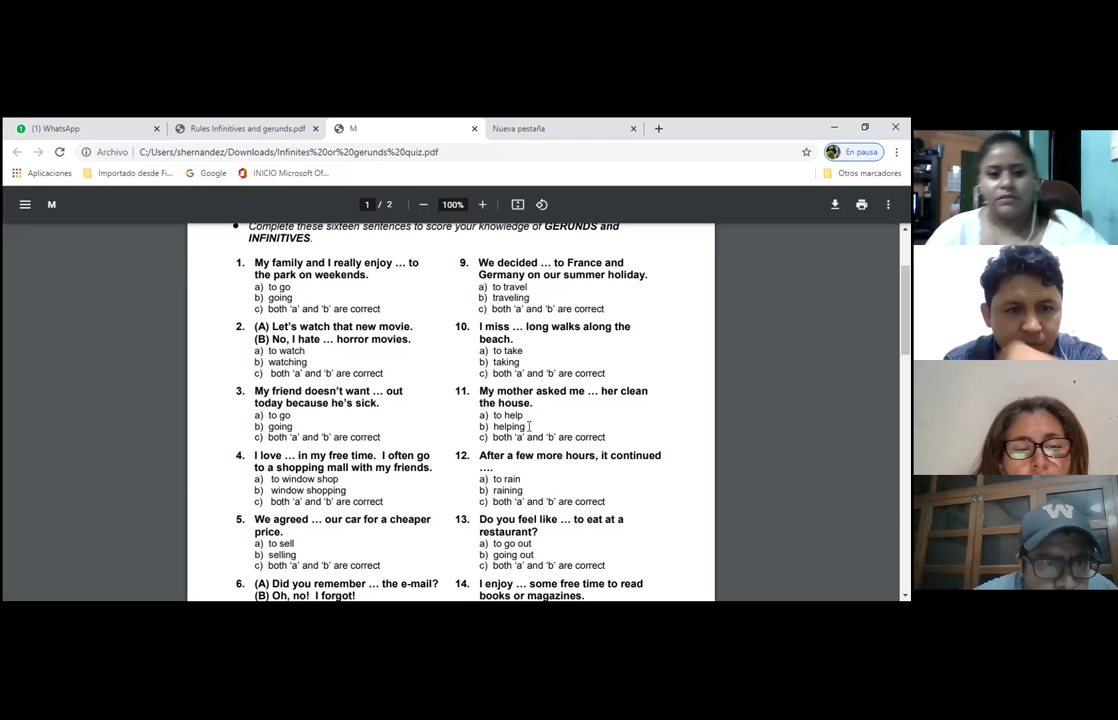 (1) WhatsApp
Rules Infinitives and gerunds.pdf
M
Nueva pestaña
Archivo
C:/Users/shernandez/Downloads/Infinites%20or%20gerunds%20quiz.pdf
En pausa
Aplicaciones
Importado desde Fi...
Google
INICIO Microsoft Of...
Otros marcadores
M
1 / 2
100%
Complete these sixteen sentences to score your knowledge of GERUNDS and
INFINITIVES.
1. My family and I really enjoy … to
the park on weekends.
a) to go
b) going
c) both 'a' and 'b' are correct
2. (A) Let's watch that new movie.
(B) No, I hate … horror movies.
a) to watch
b) watching
c) both 'a' and 'b' are correct
3. My friend doesn't want … out
today because he's sick.
a) to go
b) going
c) both 'a' and 'b' are correct
4. I love … in my free time. I often go
to a shopping mall with my friends.
a) to window shop
b) window shopping
c) both 'a' and 'b' are correct
5. We agreed … our car for a cheaper
price.
a) to sell
b) selling
c) both 'a' and 'b' are correct
6. (A) Did you remember … the e-mail?
(B) Oh, no! I forgot!
9. We decided … to France and
Germany on our summer holiday.
a) to travel
b) traveling
c) both 'a' and 'b' are correct
10. I miss … long walks along the
beach.
a) to take
b) taking
c) both 'a' and 'b' are correct
11. My mother asked me … her clean
the house.
a) to help
b) helping
c) both 'a' and 'b' are correct
12. After a few more hours, it continued
….
a) to rain
b) raining
c) both 'a' and 'b' are correct
13. Do you feel like … to eat at a
restaurant?
a) to go out
b) going out
c) both 'a' and 'b' are correct
14. I enjoy … some free time to read
books or magazines.
W